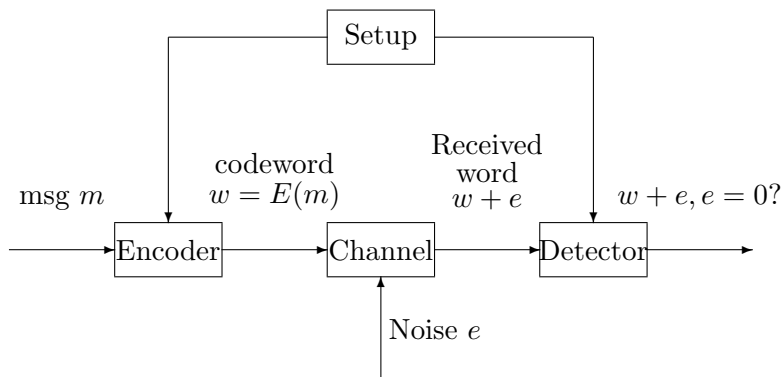 Setup
codeword
w = E(m)
Received
word
w + e
msg m
w + e, e = 0?
Encoder
Channel
Detector
Noise e